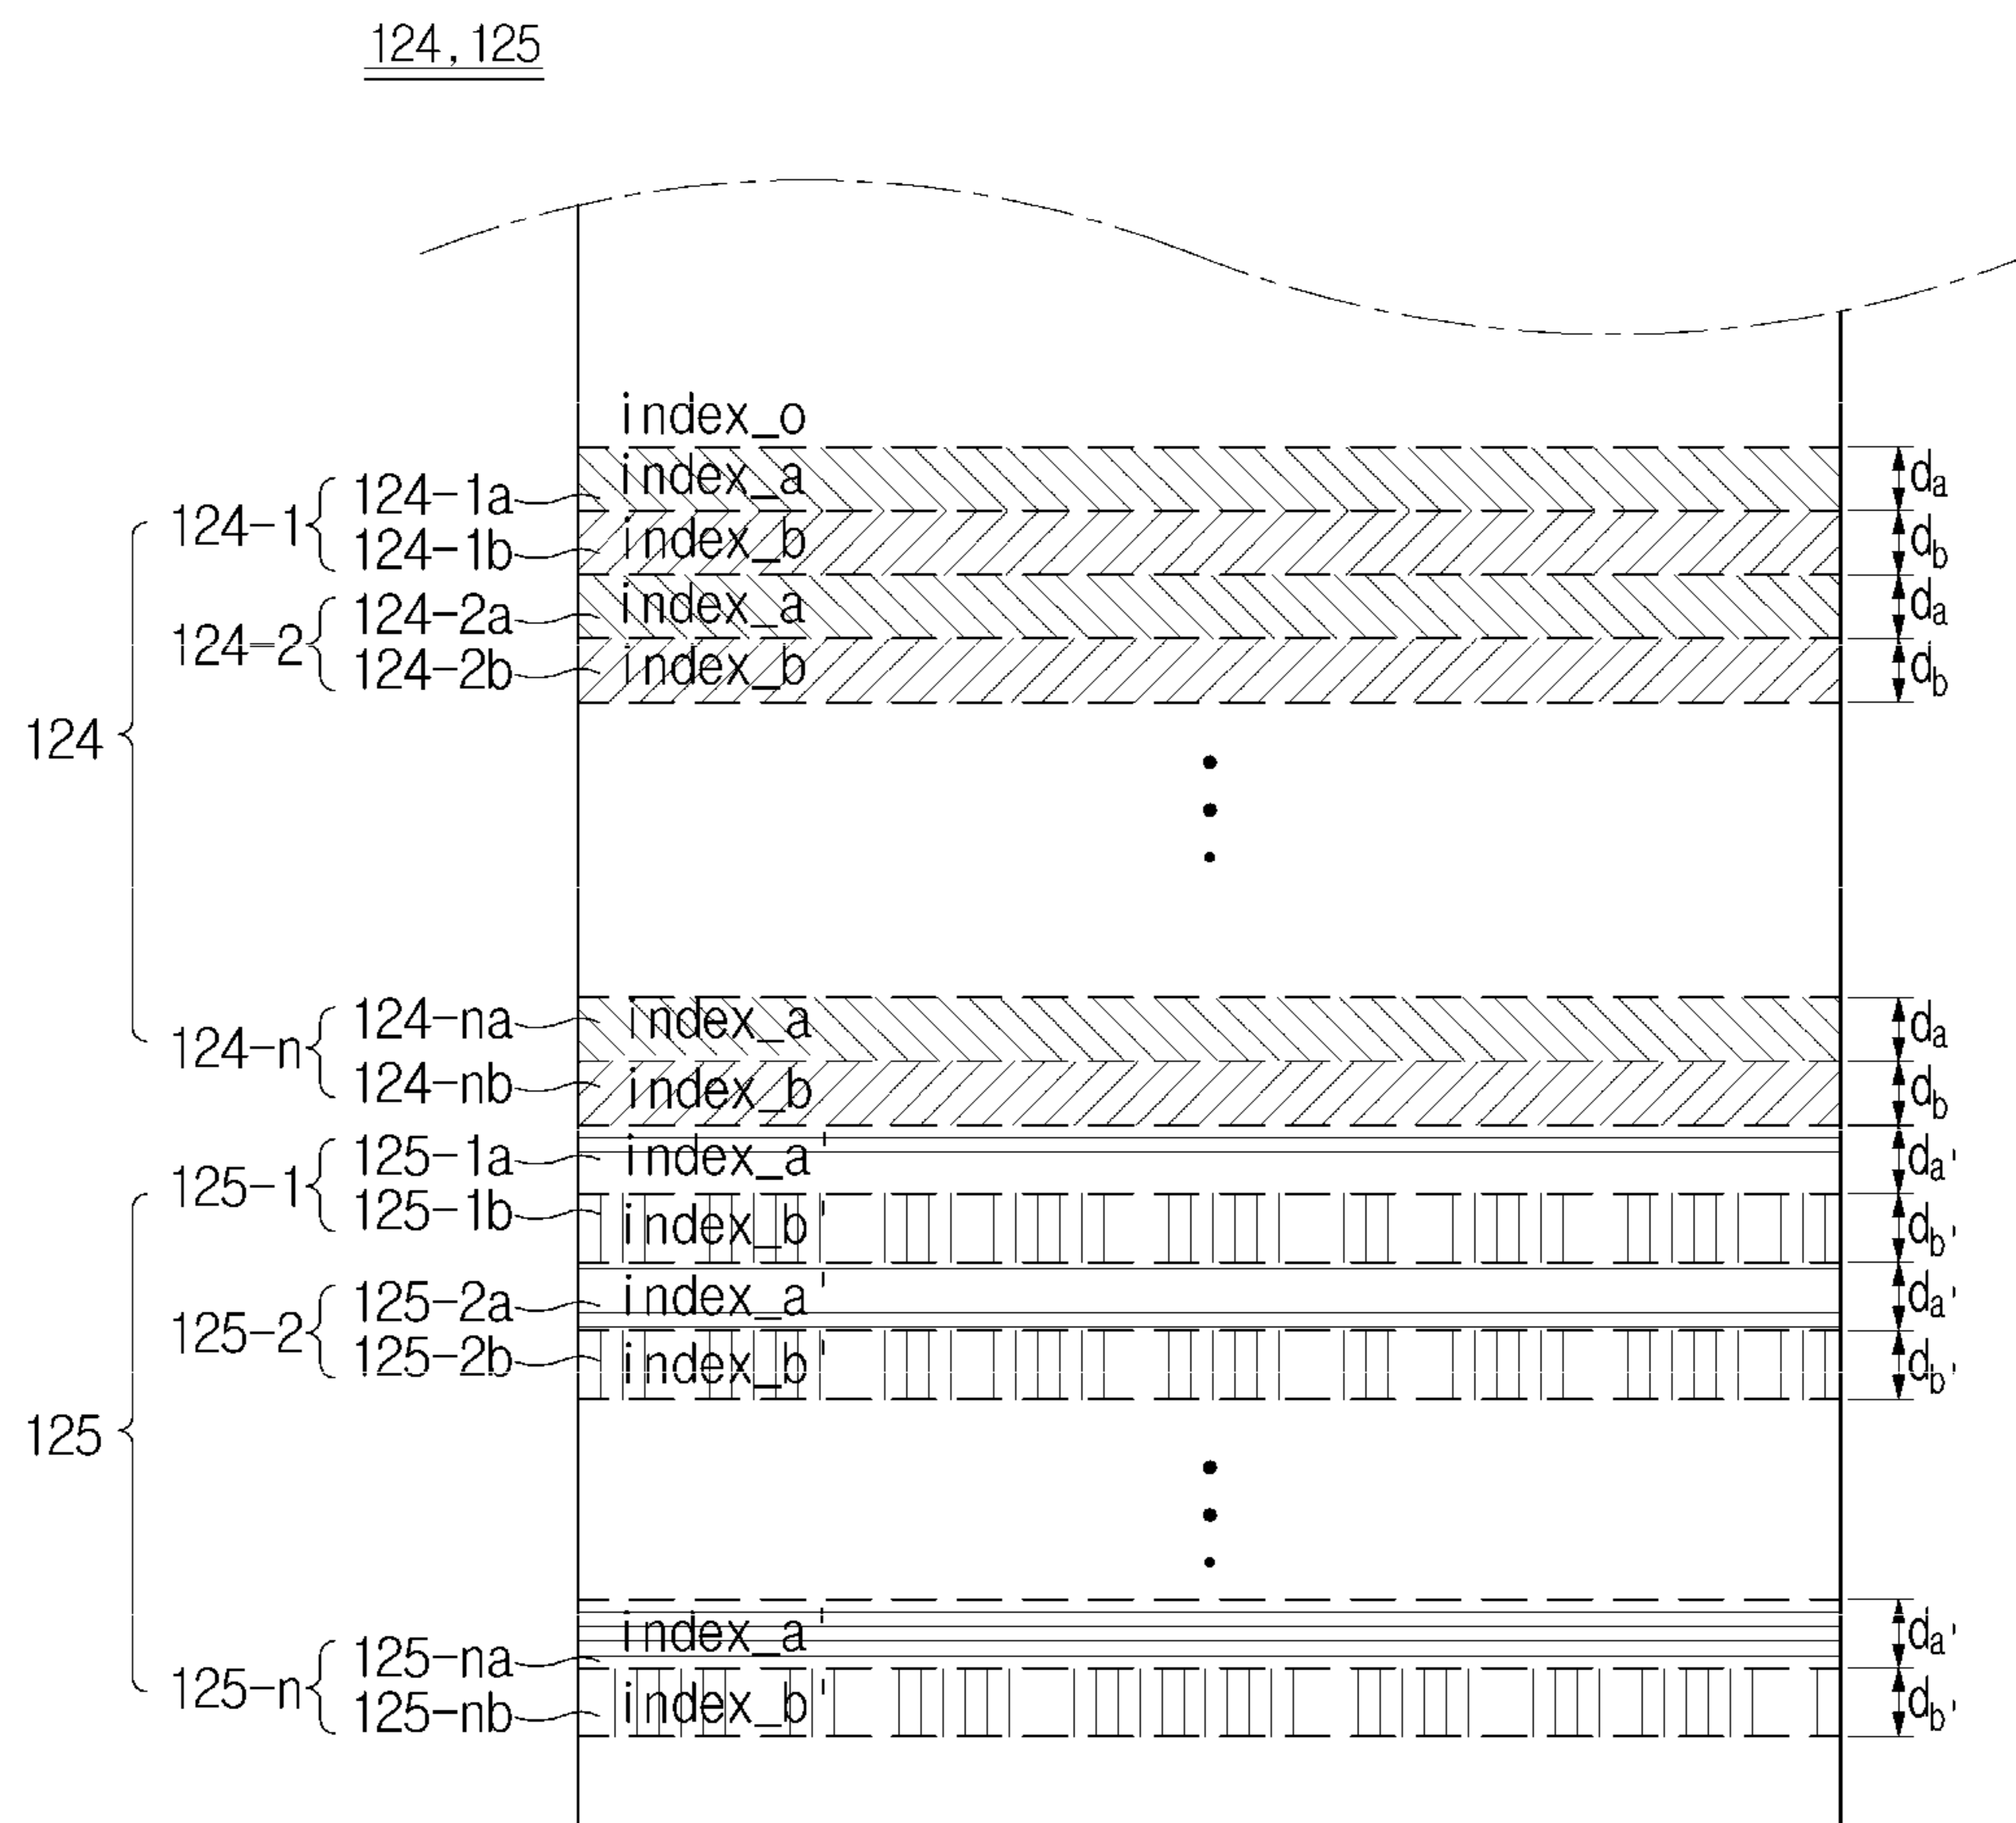 124, 125
index_o
124-1a index_a da
124-1
124-1b index_b db
124-2a index_a da
124-2
124-2b index_b db
124
124-na index_a da
124-n
124-nb index_b db
125-1a index_a' da'
125-1
125-1b index_b' db'
125-2a index_a' da'
125-2
125-2b index_b' db'
125
125-na index_a' da'
125-n
125-nb index_b' db'